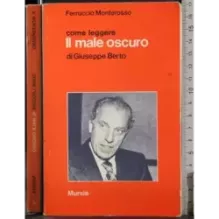 Ferruccio Monterosso
come leggere
Il male oscuro
di Giuseppe Berto
Mursia